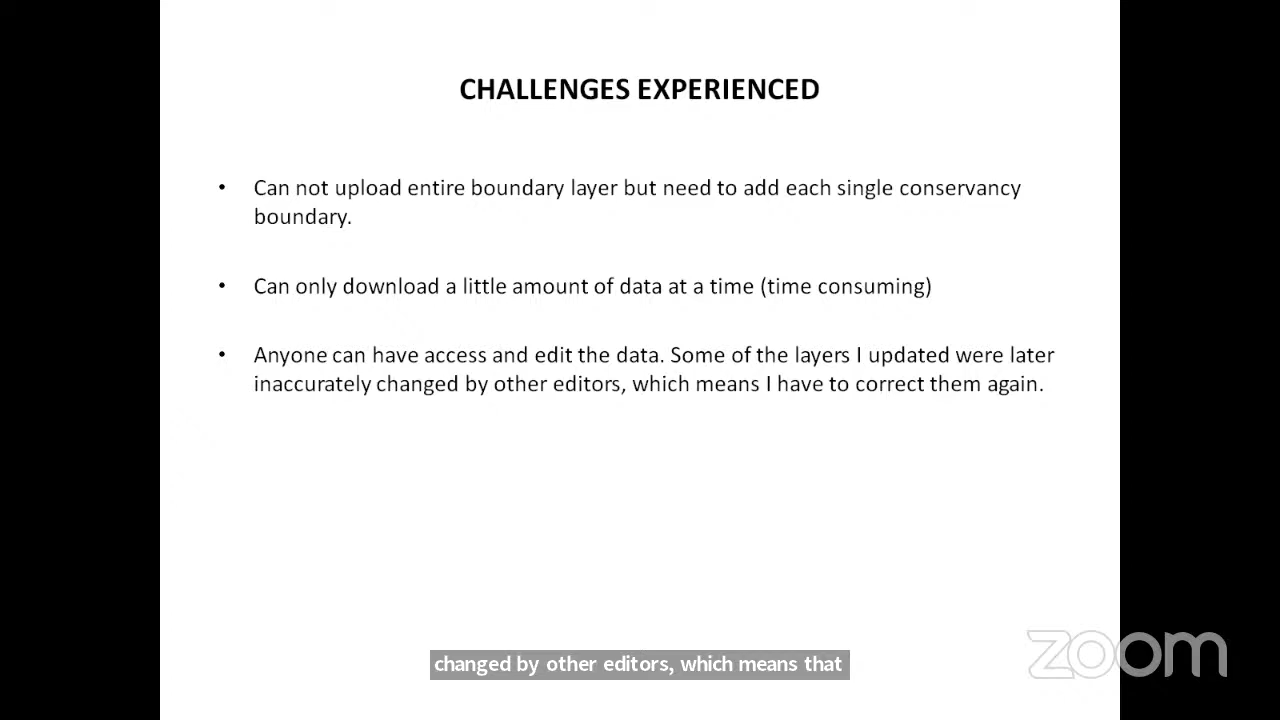 CHALLENGES EXPERIENCED
• Can not upload entire boundary layer but need to add each single conservancy
boundary.
• Can only download a little amount of data at a time (time consuming)
• Anyone can have access and edit the data. Some of the layers I updated were later
inaccurately changed by other editors, which means I have to correct them again.
changed by other editors, which means that
zoom